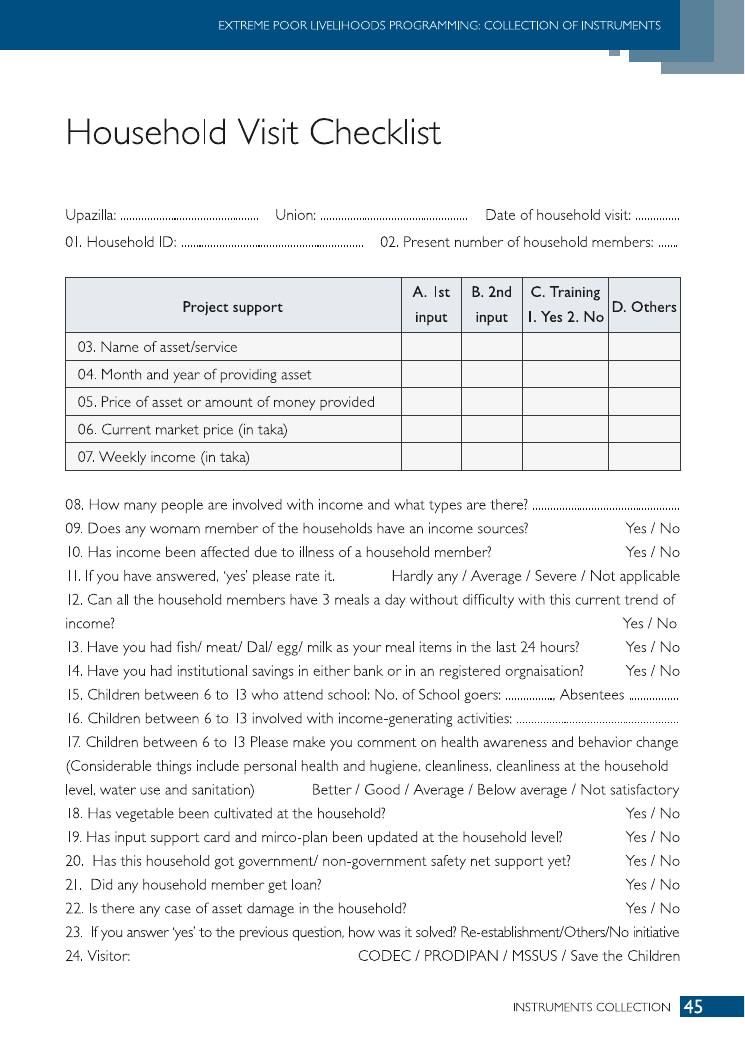 EXTREME POOR LIVELIHOODS PROGRAMMING: COLLECTION OF INSTRUMENTS
Household Visit Checklist
Upazilla: ............................................... Union: .................................................. Date of household visit: ...............
01. Household ID: .............................................................. 02. Present number of household members: .......
Project support A. 1st input B. 2nd input C. Training 1. Yes 2. No D. Others
03. Name of asset/service
04. Month and year of providing asset
05. Price of asset or amount of money provided
06. Current market price (in taka)
07. Weekly income (in taka)
08. How many people are involved with income and what types are there? ..................................................
09. Does any womam member of the households have an income sources? Yes / No
10. Has income been affected due to illness of a household member? Yes / No
11. If you have answered, ‘yes’ please rate it. Hardly any / Average / Severe / Not applicable
12. Can all the household members have 3 meals a day without difficulty with this current trend of
income? Yes / No
13. Have you had fish/ meat/ Dal/ egg/ milk as your meal items in the last 24 hours? Yes / No
14. Have you had institutional savings in either bank or in an registered orgnaisation? Yes / No
15. Children between 6 to 13 who attend school: No. of School goers: ................, Absentees .................
16. Children between 6 to 13 involved with income-generating activities: .......................................................
17. Children between 6 to 13 Please make you comment on health awareness and behavior change
(Considerable things include personal health and hugiene, cleanliness, cleanliness at the household
level, water use and sanitation) Better / Good / Average / Below average / Not satisfactory
18. Has vegetable been cultivated at the household? Yes / No
19. Has input support card and mirco-plan been updated at the household level? Yes / No
20. Has this household got government/ non-government safety net support yet? Yes / No
21. Did any household member get loan? Yes / No
22. Is there any case of asset damage in the household? Yes / No
23. If you answer ‘yes’ to the previous question, how was it solved? Re-establishment/Others/No initiative
24. Visitor: CODEC / PRODIPAN / MSSUS / Save the Children
INSTRUMENTS COLLECTION 45